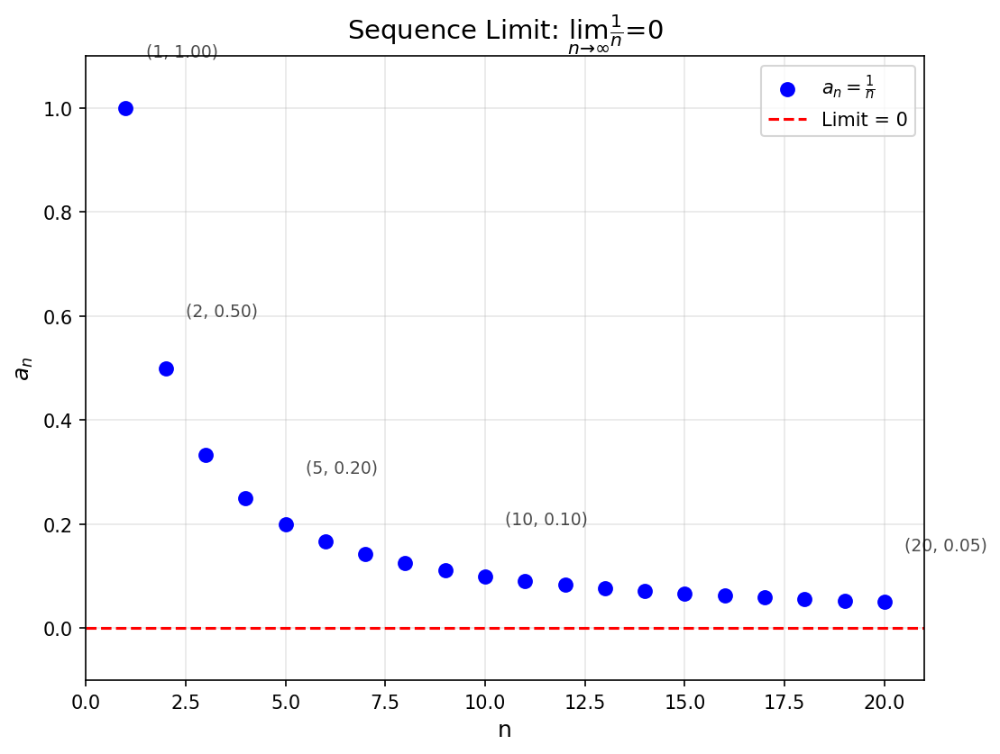 Sequence Limit: lim 1/n = 0
n→∞
(1, 1.00)
a_n = 1/n
Limit = 0
1.0
0.8
(2, 0.50)
0.6
a_n
0.4
(5, 0.20)
(10, 0.10)
0.2
(20, 0.05)
0.0
0.0 2.5 5.0 7.5 10.0 12.5 15.0 17.5 20.0
n